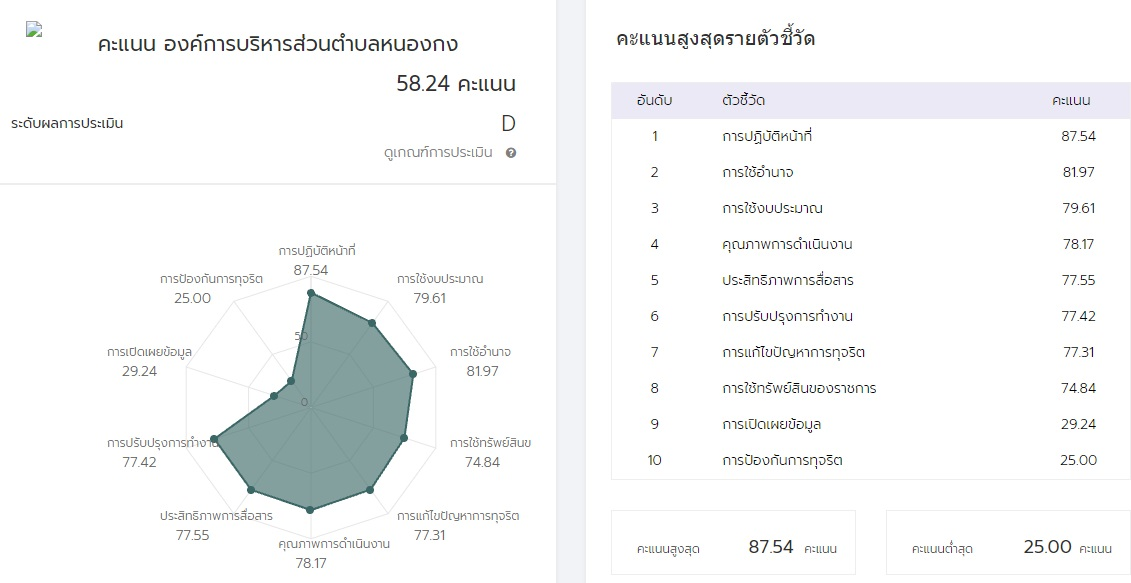 คะแนน องค์การบริหารส่วนตำบลหนองกง
58.24 คะแนน
ระดับผลการประเมิน
D
ดูเกณฑ์การประเมิน
การปฏิบัติหน้าที่
87.54
การป้องกันการทุจริต
25.00
การใช้งบประมาณ
79.61
50
การเปิดเผยข้อมูล
29.24
การใช้อำนาจ
81.97
0
การปรับปรุงการทำงาน
77.42
การใช้ทรัพย์สินข
74.84
ประสิทธิภาพการสื่อสาร
77.55
การแก้ไขปัญหาการทุจริต
77.31
คุณภาพการดำเนินงาน
78.17
คะแนนสูงสุดรายตัวชี้วัด
อันดับ ตัวชี้วัด คะแนน
1 การปฏิบัติหน้าที่ 87.54
2 การใช้อำนาจ 81.97
3 การใช้งบประมาณ 79.61
4 คุณภาพการดำเนินงาน 78.17
5 ประสิทธิภาพการสื่อสาร 77.55
6 การปรับปรุงการทำงาน 77.42
7 การแก้ไขปัญหาการทุจริต 77.31
8 การใช้ทรัพย์สินของราชการ 74.84
9 การเปิดเผยข้อมูล 29.24
10 การป้องกันการทุจริต 25.00
คะแนนสูงสุด 87.54 คะแนน
คะแนนต่ำสุด 25.00 คะแนน